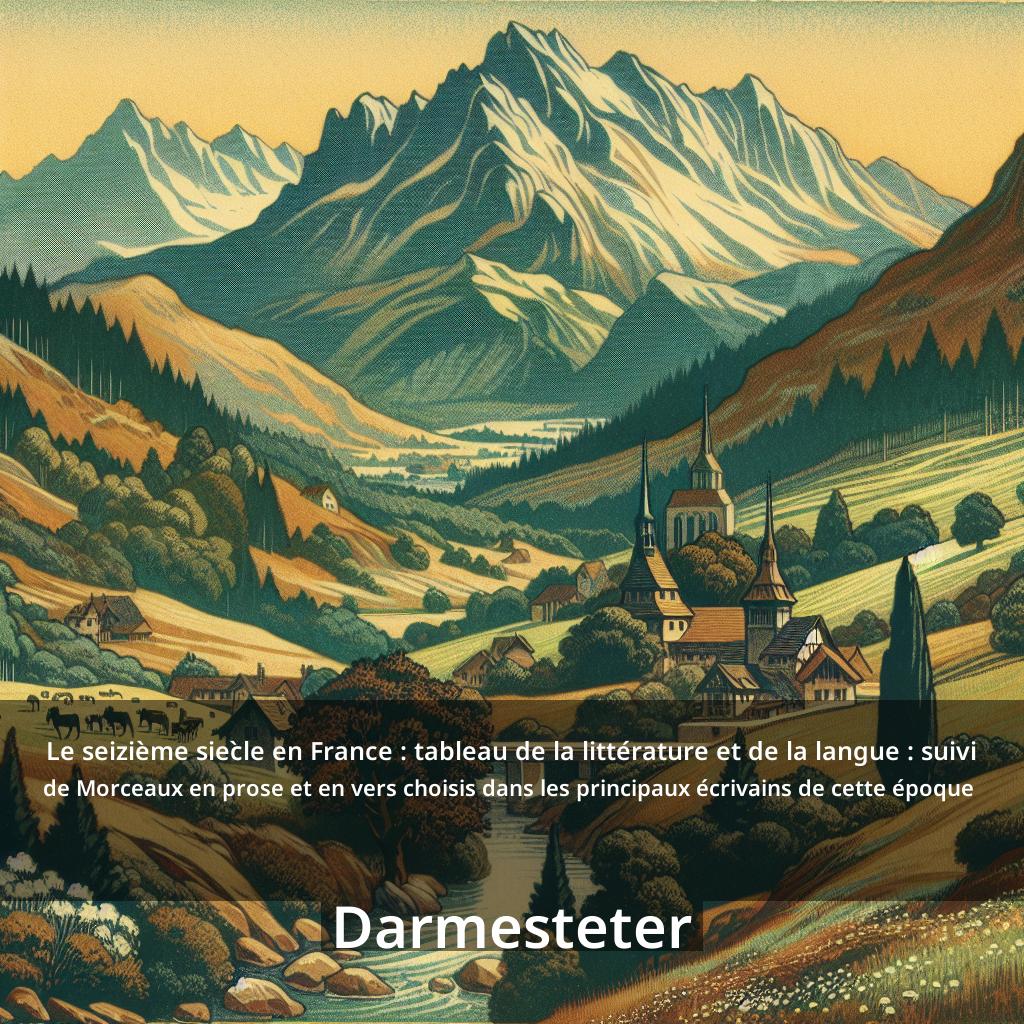 Le seizième siècle en France : tableau de la littérature et de la langue : suivi
de Morceaux en prose et en vers choisis dans les principaux écrivains de cette époque
Darmesteter